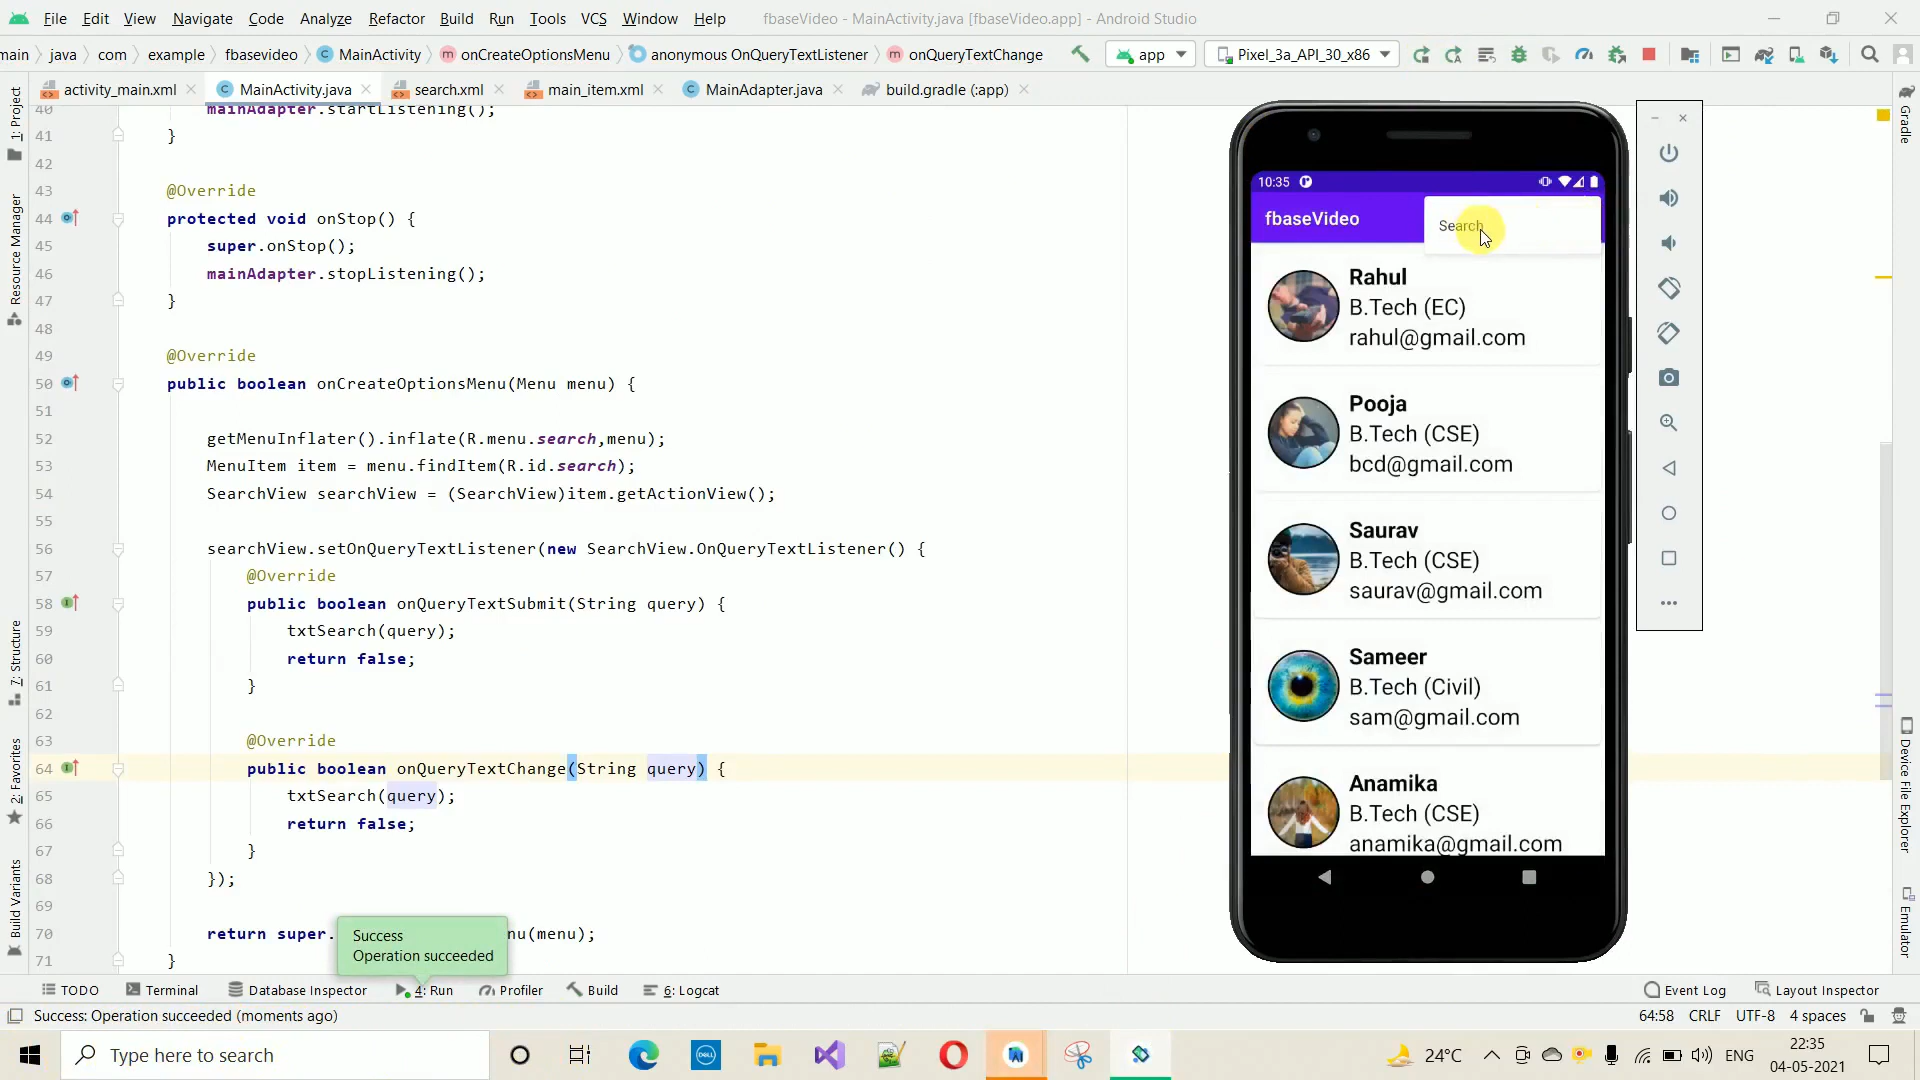 File Edit View Navigate Code Analyze Refactor Build Run Tools VCS Window Help fbaseVideo - MainActivity.java [fbaseVideo.app] - Android Studio
main java com example fbasevideo MainActivity onCreateOptionsMenu anonymous OnQueryTextListener onQueryTextChange app Pixel_3a_API_30_x86
activity_main.xml MainActivity.java search.xml main_item.xml MainAdapter.java build.gradle (:app)
1: Project
Resource Manager
7: Structure
2: Favorites
Build Variants
40 mainAdapter.startListening();
41 }
42
43 @Override
44 protected void onStop() {
45 super.onStop();
46 mainAdapter.stopListening();
47 }
48
49 @Override
50 public boolean onCreateOptionsMenu(Menu menu) {
51
52 getMenuInflater().inflate(R.menu.search,menu);
53 MenuItem item = menu.findItem(R.id.search);
54 SearchView searchView = (SearchView)item.getActionView();
55
56 searchView.setOnQueryTextListener(new SearchView.OnQueryTextListener() {
57 @Override
58 public boolean onQueryTextSubmit(String query) {
59 txtSearch(query);
60 return false;
61 }
62
63 @Override
64 public boolean onQueryTextChange(String query) {
65 txtSearch(query);
66 return false;
67 }
68 });
69
70 return super. nu(menu);
71 }
Success
Operation succeeded
10:35
fbaseVideo
Search
Rahul
B.Tech (EC)
rahul@gmail.com
Pooja
B.Tech (CSE)
bcd@gmail.com
Saurav
B.Tech (CSE)
saurav@gmail.com
Sameer
B.Tech (Civil)
sam@gmail.com
Anamika
B.Tech (CSE)
anamika@gmail.com
Gradle
Device File Explorer
Emulator
TODO Terminal Database Inspector 4: Run Profiler Build 6: Logcat Event Log Layout Inspector
Success: Operation succeeded (moments ago) 64:58 CRLF UTF-8 4 spaces
Type here to search DELL 24°C ENG 22:35
04-05-2021